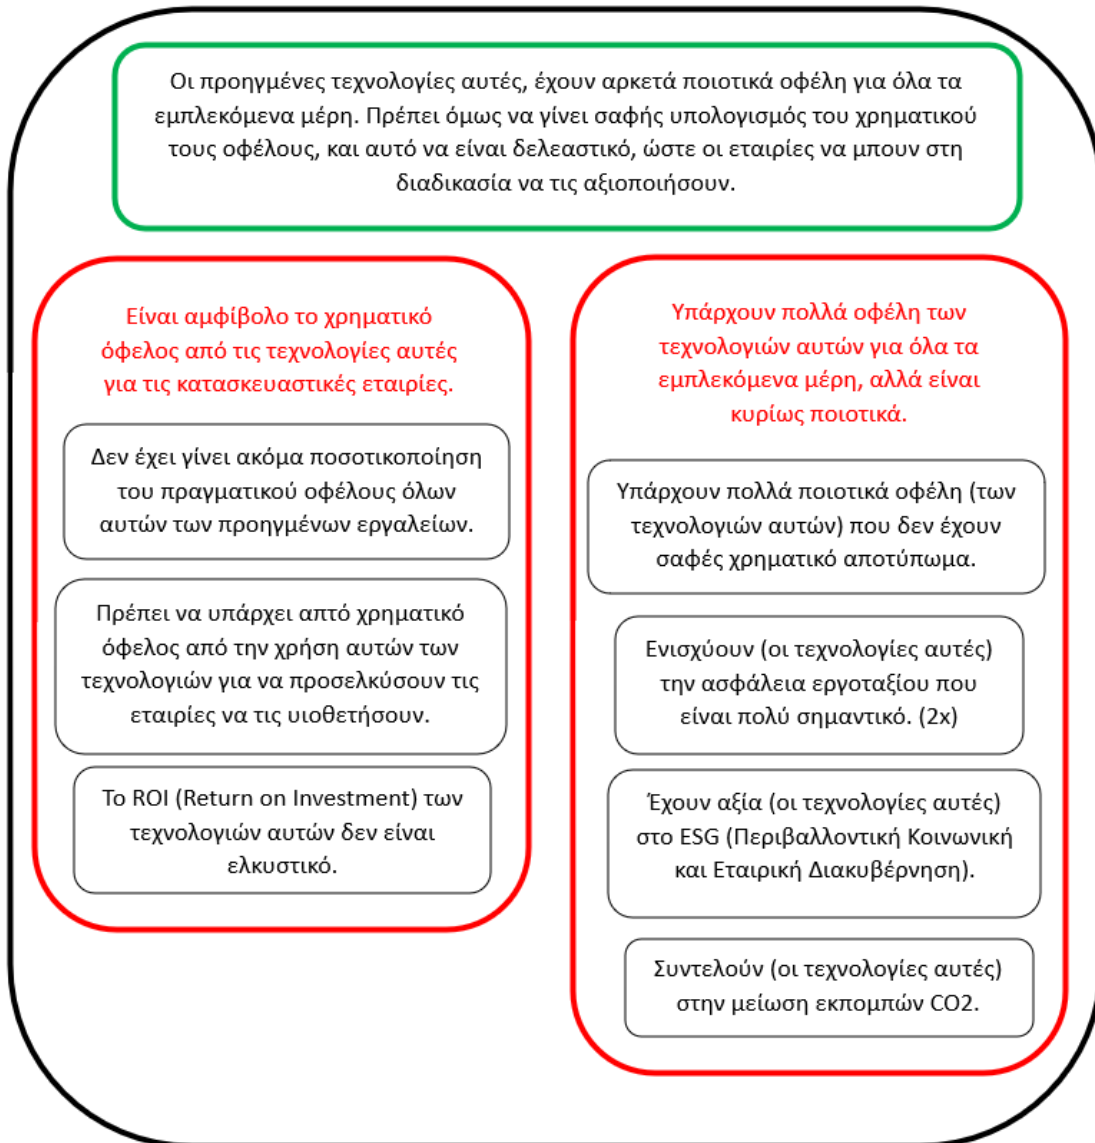 Οι προηγμένες τεχνολογίες αυτές, έχουν αρκετά ποιοτικά οφέλη για όλα τα
εμπλεκόμενα μέρη. Πρέπει όμως να γίνει σαφής υπολογισμός του χρηματικού
τους οφέλους, και αυτό να είναι δελεαστικό, ώστε οι εταιρίες να μπουν στη
διαδικασία να τις αξιοποιήσουν.
Είναι αμφίβολο το χρηματικό
όφελος από τις τεχνολογίες αυτές
για τις κατασκευαστικές εταιρίες.
Δεν έχει γίνει ακόμα ποσοτικοποίηση
του πραγματικού οφέλους όλων
αυτών των προηγμένων εργαλείων.
Πρέπει να υπάρχει απτό χρηματικό
όφελος από την χρήση αυτών των
τεχνολογιών για να προσελκύσουν τις
εταιρίες να τις υιοθετήσουν.
Το ROI (Return on Investment) των
τεχνολογιών αυτών δεν είναι
ελκυστικό.
Υπάρχουν πολλά οφέλη των
τεχνολογιών αυτών για όλα τα
εμπλεκόμενα μέρη, αλλά είναι
κυρίως ποιοτικά.
Υπάρχουν πολλά ποιοτικά οφέλη (των
τεχνολογιών αυτών) που δεν έχουν
σαφές χρηματικό αποτύπωμα.
Ενισχύουν (οι τεχνολογίες αυτές)
την ασφάλεια εργοταξίου που
είναι πολύ σημαντικό. (2x)
Έχουν αξία (οι τεχνολογίες αυτές)
στο ESG (Περιβαλλοντική Κοινωνική
και Εταιρική Διακυβέρνηση).
Συντελούν (οι τεχνολογίες αυτές)
στην μείωση εκπομπών CO2.